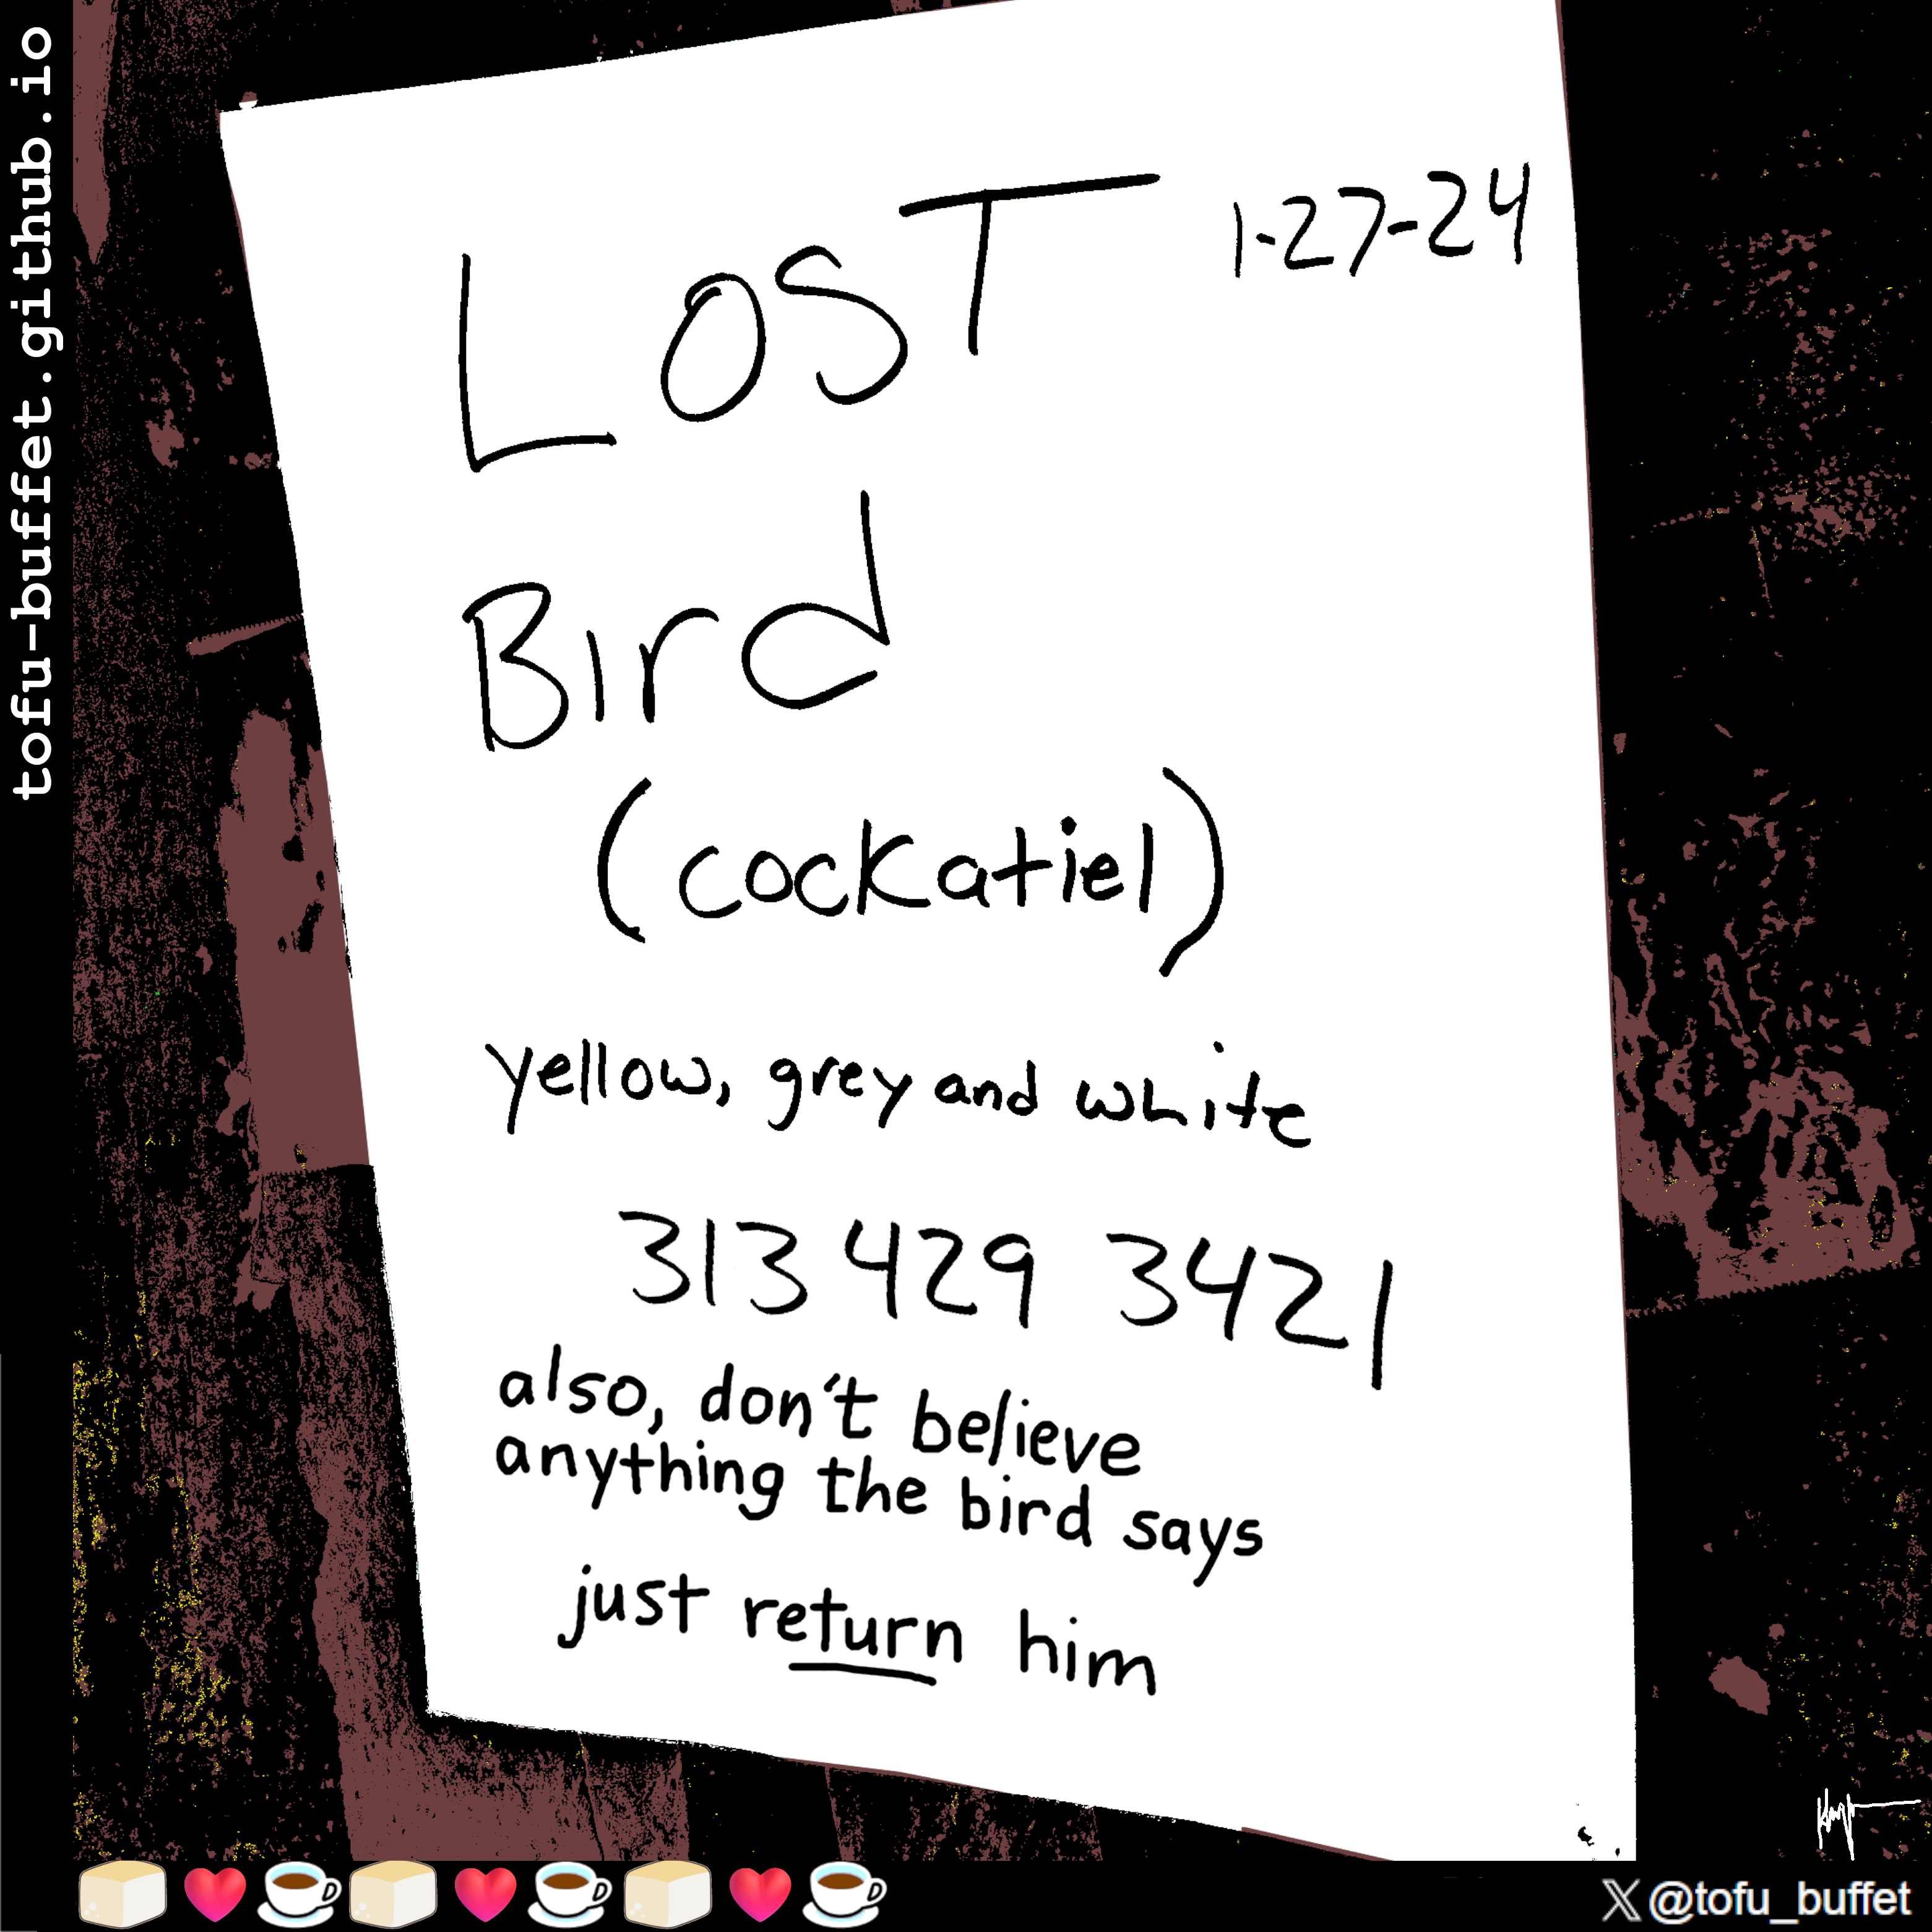 tofu-buffet.github.io
LOST 1-27-24
Bird
(cockatiel)
yellow, grey and white
313 429 3421
also, don't believe
anything the bird says
just return him
X @tofu_buffet